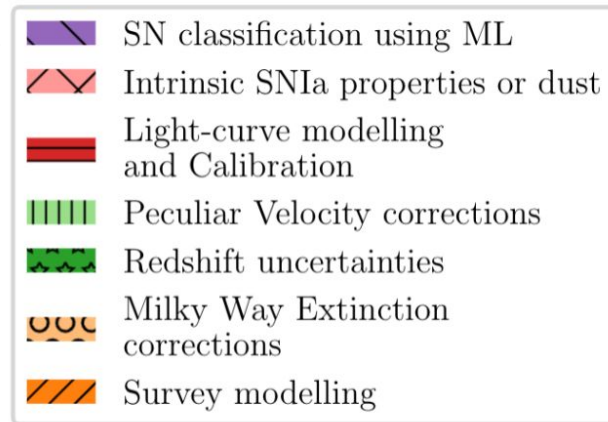 SN classification using ML
Intrinsic SNIa properties or dust
Light-curve modelling
and Calibration
Peculiar Velocity corrections
Redshift uncertainties
Milky Way Extinction
corrections
Survey modelling